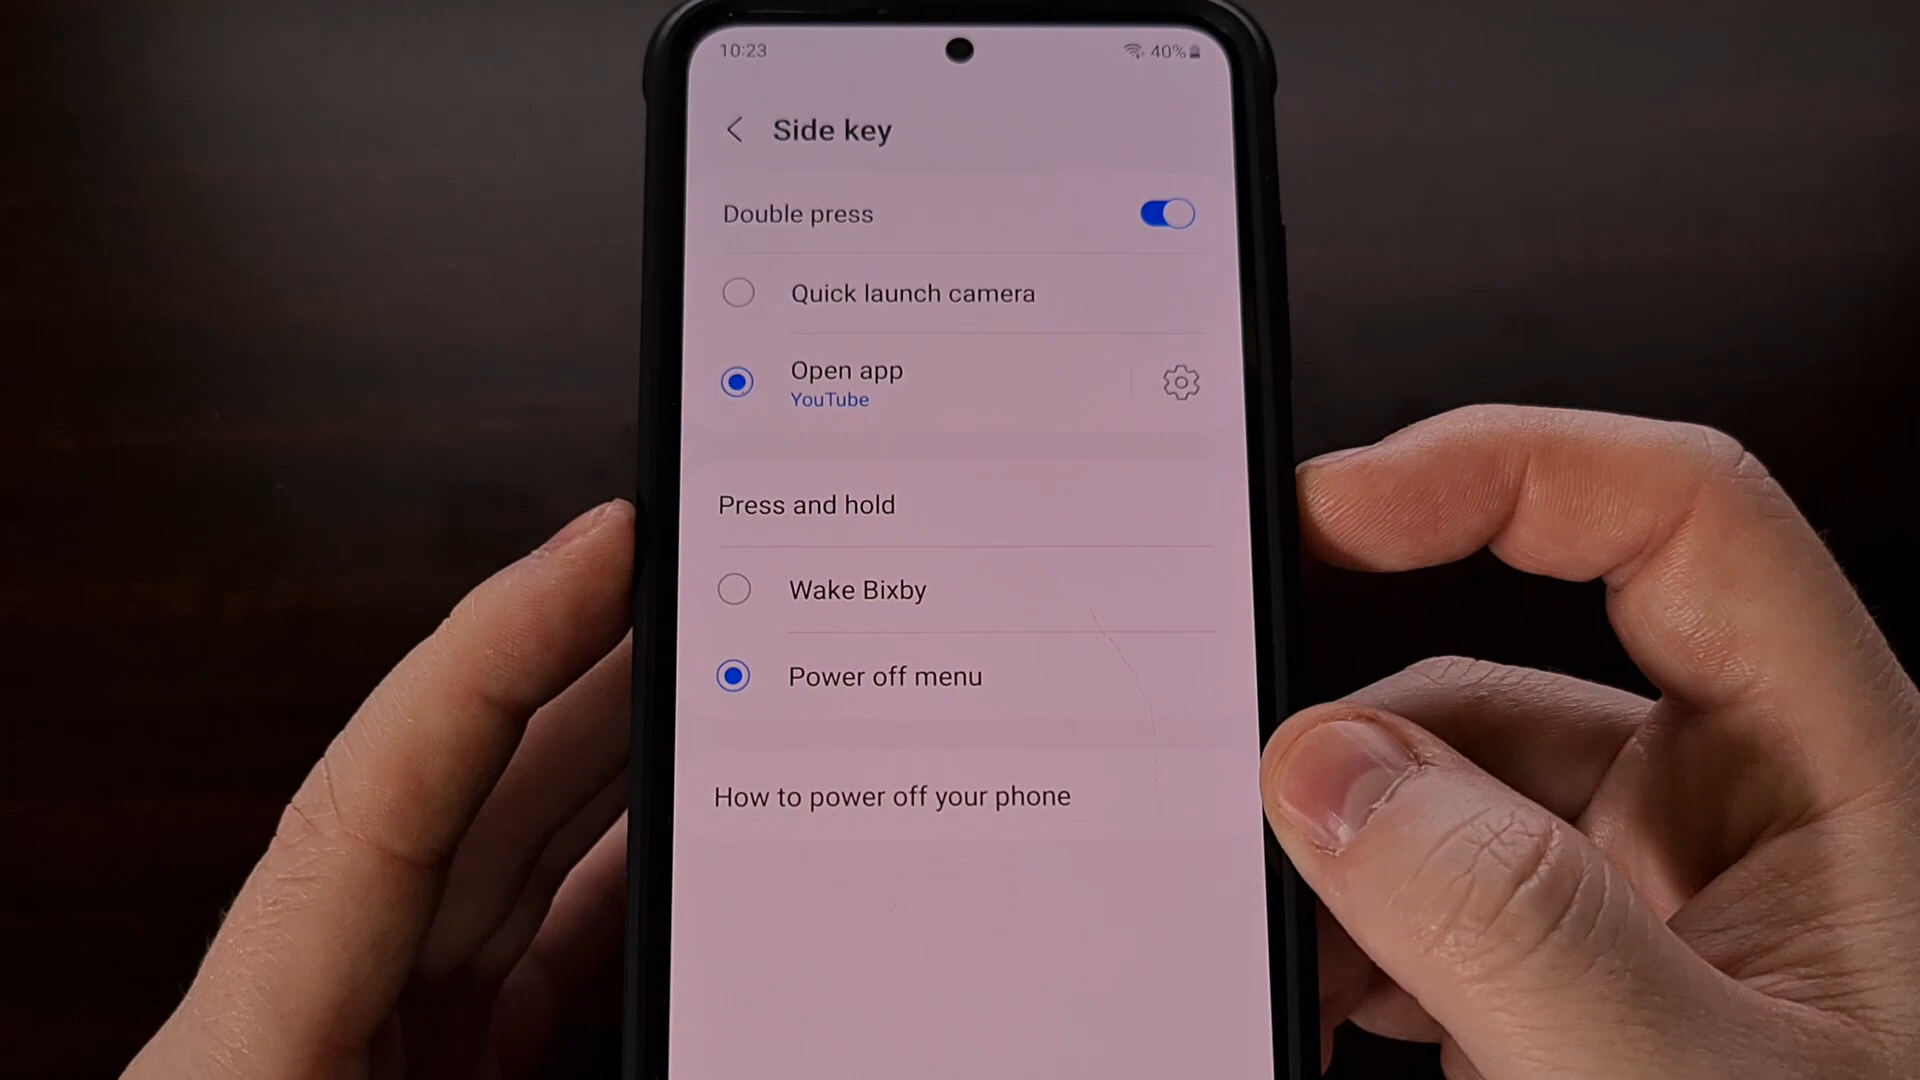 10:23
40%
Side key
Double press
Quick launch camera
Open app
YouTube
Press and hold
Wake Bixby
Power off menu
How to power off your phone